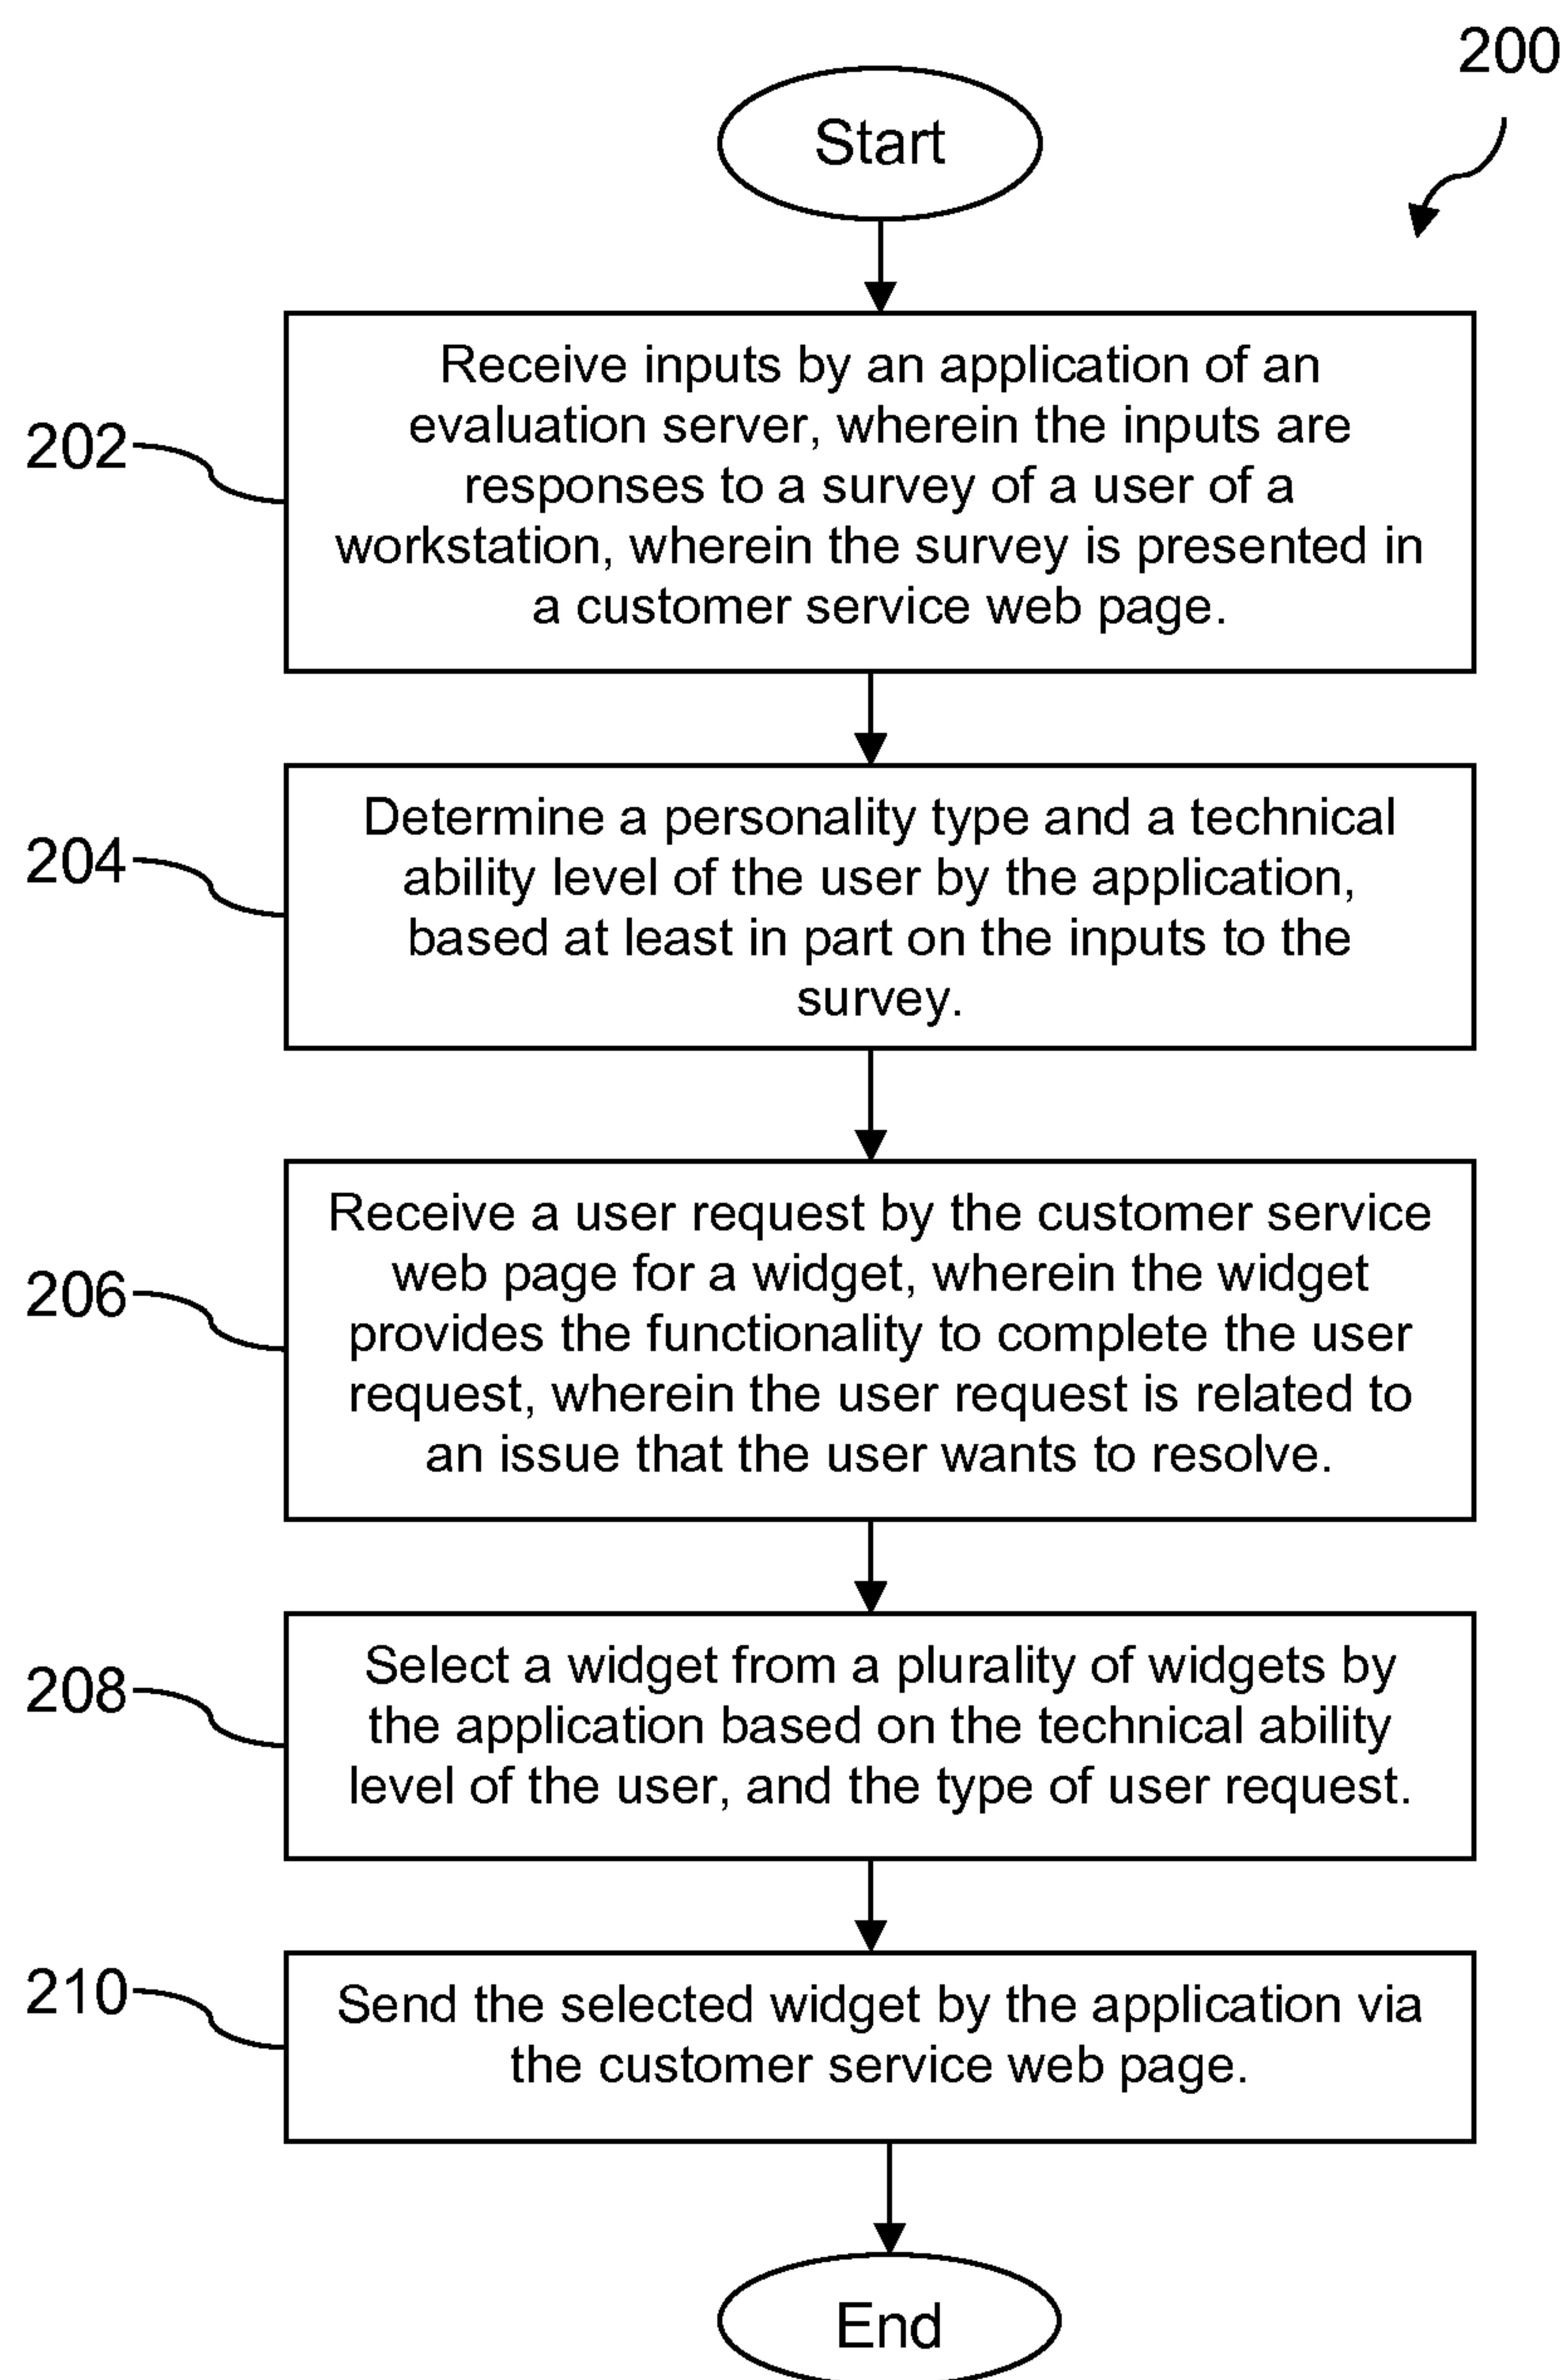 200
Start
202
Receive inputs by an application of an
evaluation server, wherein the inputs are
responses to a survey of a user of a
workstation, wherein the survey is presented in
a customer service web page.
204
Determine a personality type and a technical
ability level of the user by the application,
based at least in part on the inputs to the
survey.
206
Receive a user request by the customer service
web page for a widget, wherein the widget
provides the functionality to complete the user
request, wherein the user request is related to
an issue that the user wants to resolve.
208
Select a widget from a plurality of widgets by
the application based on the technical ability
level of the user, and the type of user request.
210
Send the selected widget by the application via
the customer service web page.
End